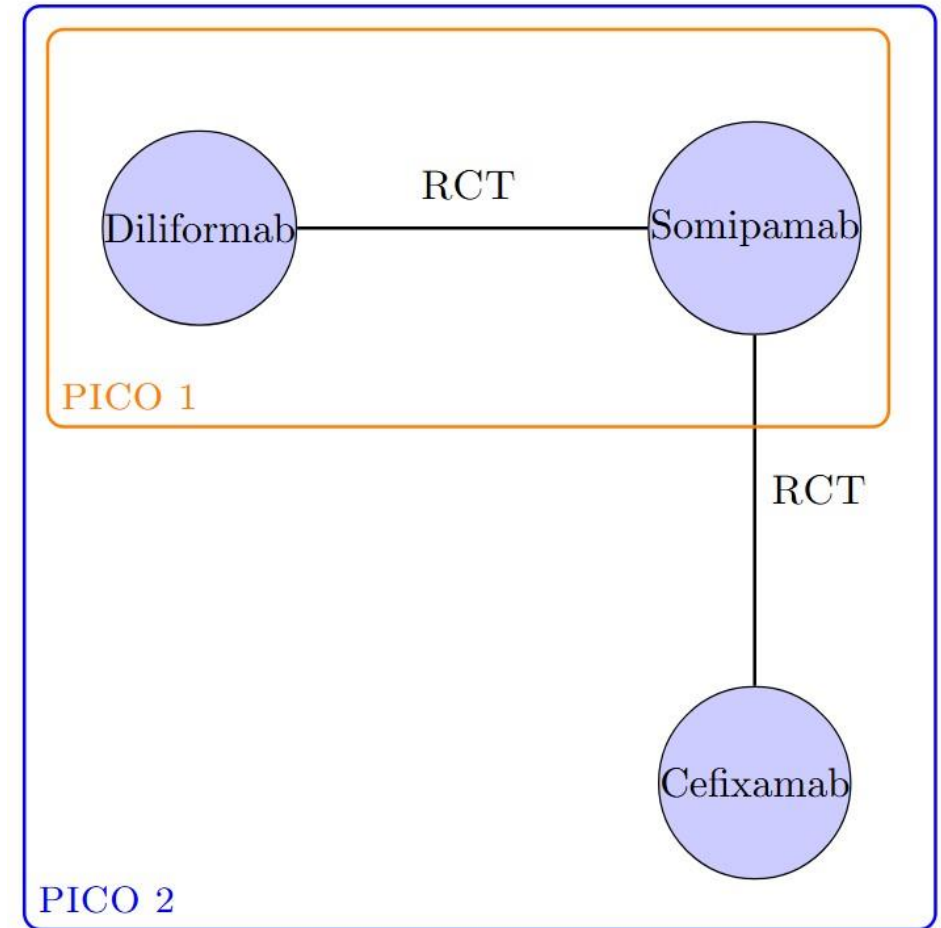 RCT
Diliformab
Somipamab
PICO 1
RCT
Cefixamab
PICO 2